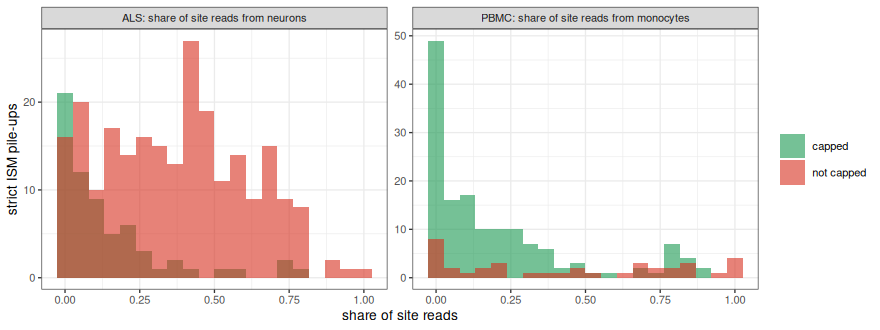 ALS: share of site reads from neurons
PBMC: share of site reads from monocytes
strict ISM pile-ups
20
10
0
0.00 0.25 0.50 0.75 1.00
50
40
30
20
10
0
0.00 0.25 0.50 0.75 1.00
share of site reads
capped
not capped